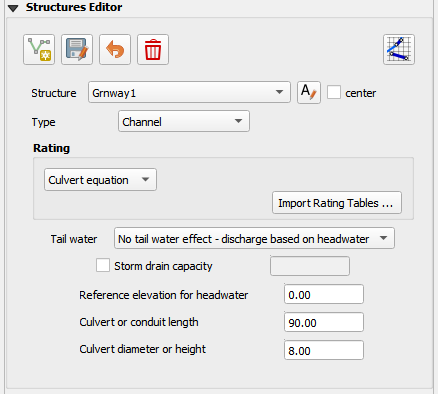 Structures Editor
Structure Grnway1 A center
Type Channel
Rating
Culvert equation
Import Rating Tables ...
Tail water No tail water effect - discharge based on headwater
Storm drain capacity
Reference elevation for headwater 0.00
Culvert or conduit length 90.00
Culvert diameter or height 8.00